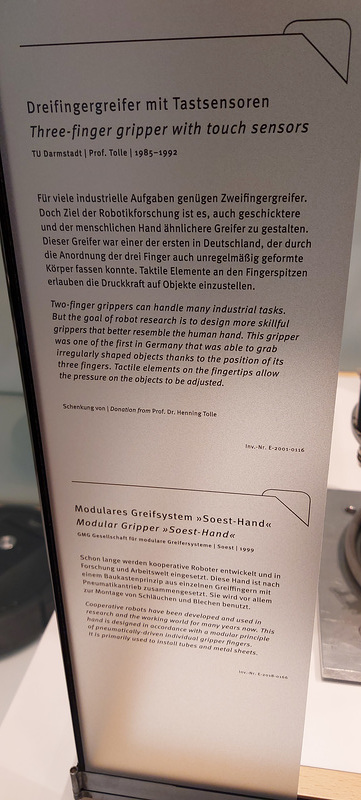 Dreifingergreifer mit Tastsensoren
Three-finger gripper with touch sensors
TU Darmstadt | Prof. Tolle | 1985–1992
Für viele industrielle Aufgaben genügen Zweifingergreifer.
Doch Ziel der Robotikforschung ist es, auch geschicktere
und der menschlichen Hand ähnlichere Greifer zu gestalten.
Dieser Greifer war einer der ersten in Deutschland, der durch
die Anordnung der drei Finger auch unregelmäßig geformte
Körper fassen konnte. Taktile Elemente an den Fingerspitzen
erlauben die Druckkraft auf Objekte einzustellen.
Two-finger grippers can handle many industrial tasks.
But the goal of robot research is to design more skillful
grippers that better resemble the human hand. This gripper
was one of the first in Germany that was able to grab
irregularly shaped objects thanks to the position of its
three fingers. Tactile elements on the fingertips allow
the pressure on the objects to be adjusted.
Schenkung von | Donation from Prof. Dr. Henning Tolle
Inv.-Nr. E-2001-0116
Modulares Greifsystem »Soest-Hand«
Modular Gripper »Soest-Hand«
GMG Gesellschaft für modulare Greifersysteme | Soest | 1999
Schon lange werden kooperative Roboter entwickelt und in
Forschung und Arbeitswelt eingesetzt. Diese Hand ist nach
einem Baukastenprinzip aus einzelnen Greiffingern mit
Pneumatikantrieb zusammengesetzt. Sie wird vor allem
zur Montage von Schläuchen und Blechen benutzt.
Cooperative robots have been developed and used in
research and the working world for many years now. This
hand is designed in accordance with a modular principle
of pneumatically-driven individual gripper fingers.
It is primarily used to install tubes and metal sheets.
Inv.-Nr.